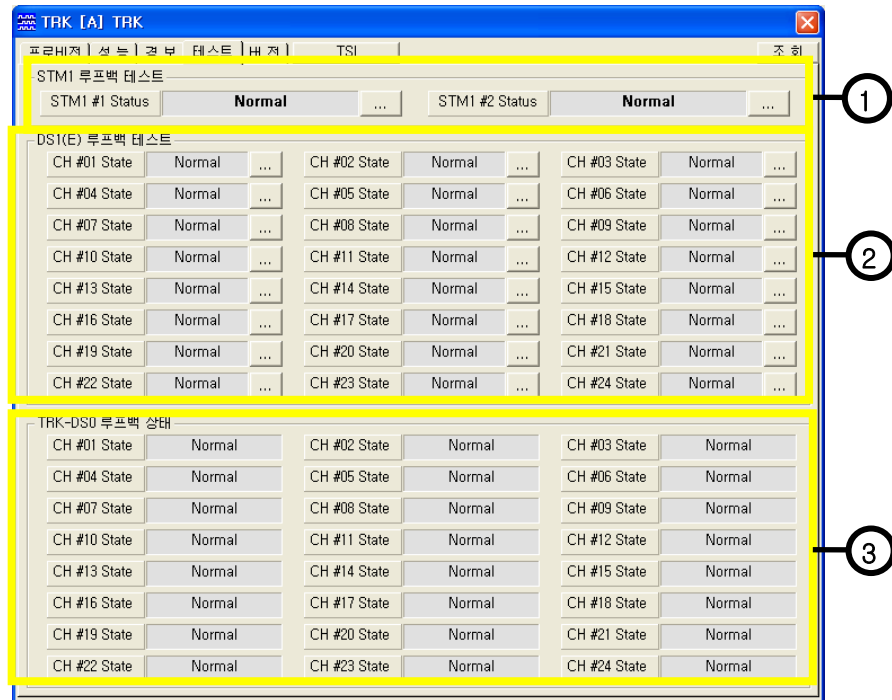 TRK [A] TRK
프로비젼 성 능 경 보 테스트 버 젼 TSI 조 회
STM1 루프백 테스트
STM1 #1 Status Normal ... STM1 #2 Status Normal ...
1
DS1(E) 루프백 테스트
CH #01 State Normal ... CH #02 State Normal ... CH #03 State Normal ...
CH #04 State Normal ... CH #05 State Normal ... CH #06 State Normal ...
CH #07 State Normal ... CH #08 State Normal ... CH #09 State Normal ...
CH #10 State Normal ... CH #11 State Normal ... CH #12 State Normal ...
2
CH #13 State Normal ... CH #14 State Normal ... CH #15 State Normal ...
CH #16 State Normal ... CH #17 State Normal ... CH #18 State Normal ...
CH #19 State Normal ... CH #20 State Normal ... CH #21 State Normal ...
CH #22 State Normal ... CH #23 State Normal ... CH #24 State Normal ...
TRK-DS0 루프백 상태
CH #01 State Normal CH #02 State Normal CH #03 State Normal
CH #04 State Normal CH #05 State Normal CH #06 State Normal
CH #07 State Normal CH #08 State Normal CH #09 State Normal
CH #10 State Normal CH #11 State Normal CH #12 State Normal
3
CH #13 State Normal CH #14 State Normal CH #15 State Normal
CH #16 State Normal CH #17 State Normal CH #18 State Normal
CH #19 State Normal CH #20 State Normal CH #21 State Normal
CH #22 State Normal CH #23 State Normal CH #24 State Normal